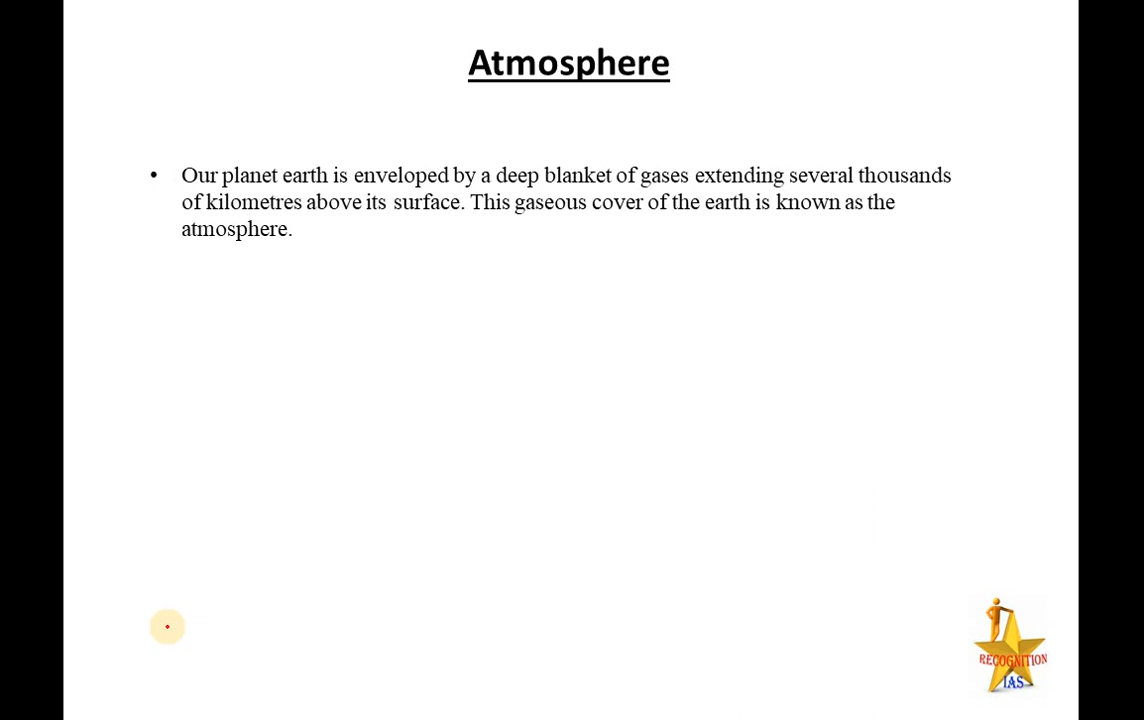 Atmosphere
• Our planet earth is enveloped by a deep blanket of gases extending several thousands
of kilometres above its surface. This gaseous cover of the earth is known as the
atmosphere.
RECOGNITION
IAS